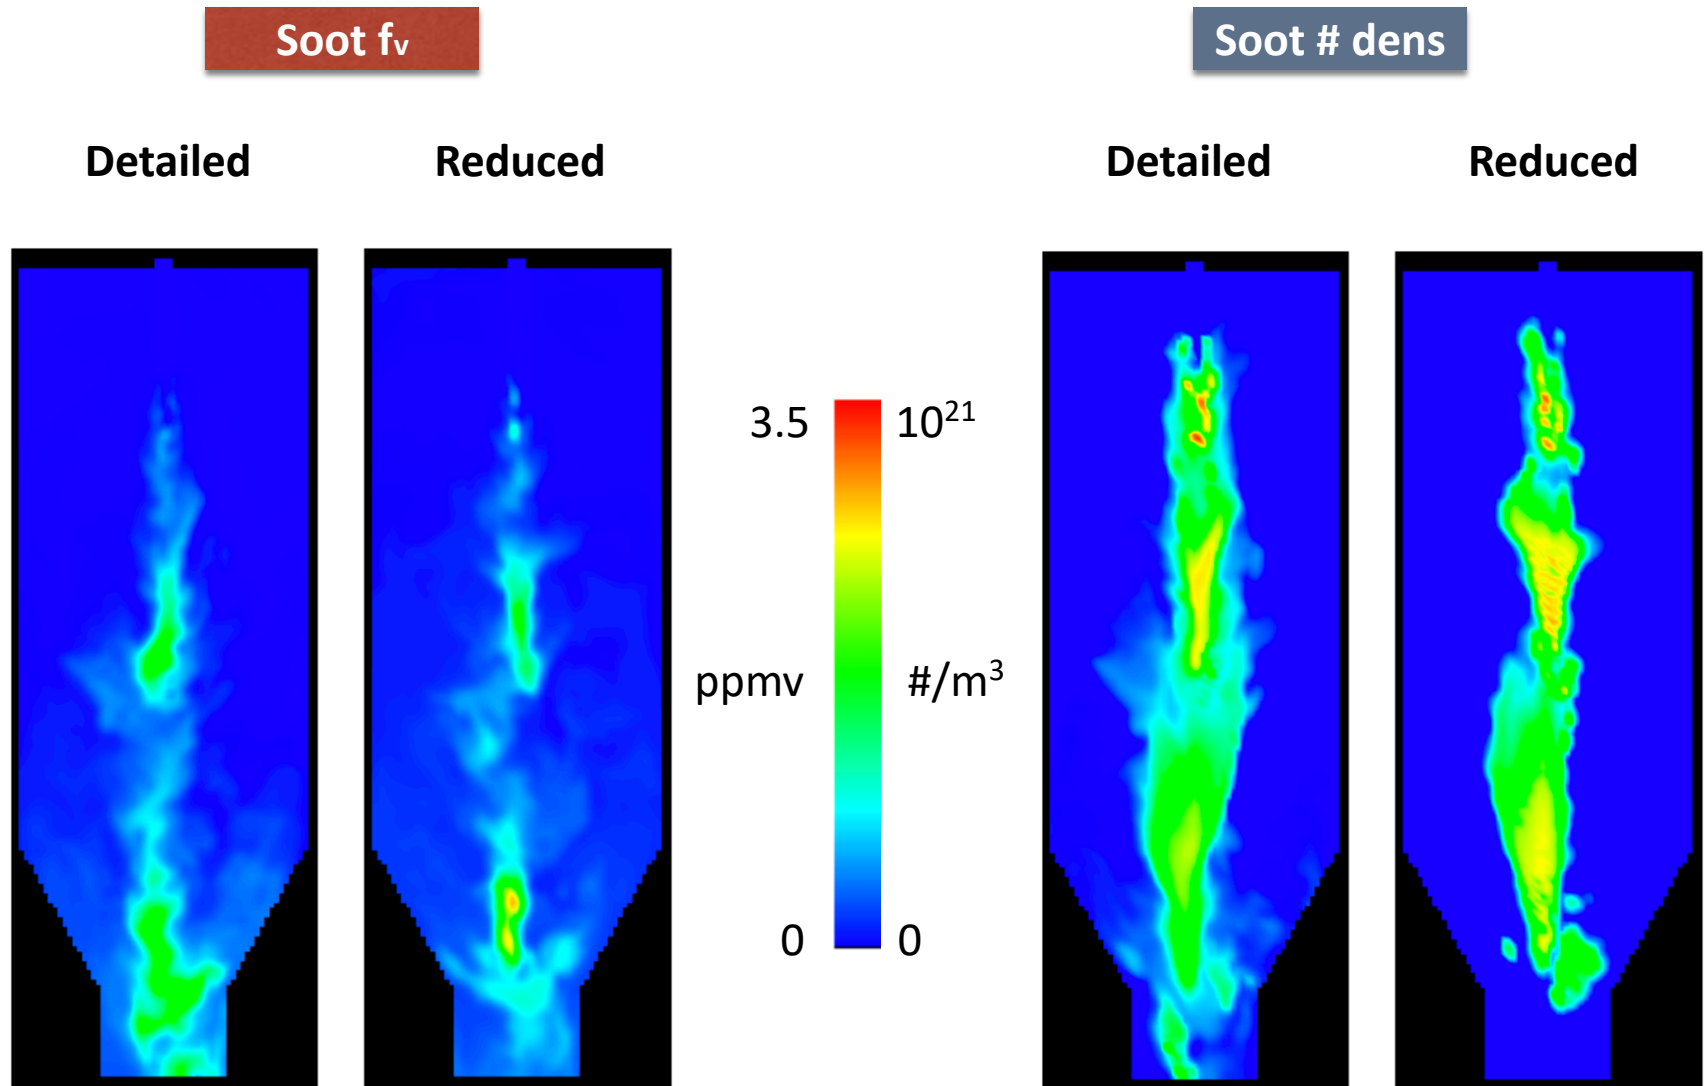 Soot fv
Soot # dens
Detailed
Reduced
Detailed
Reduced
3.5
10²¹
ppmv
#/m³
0
0